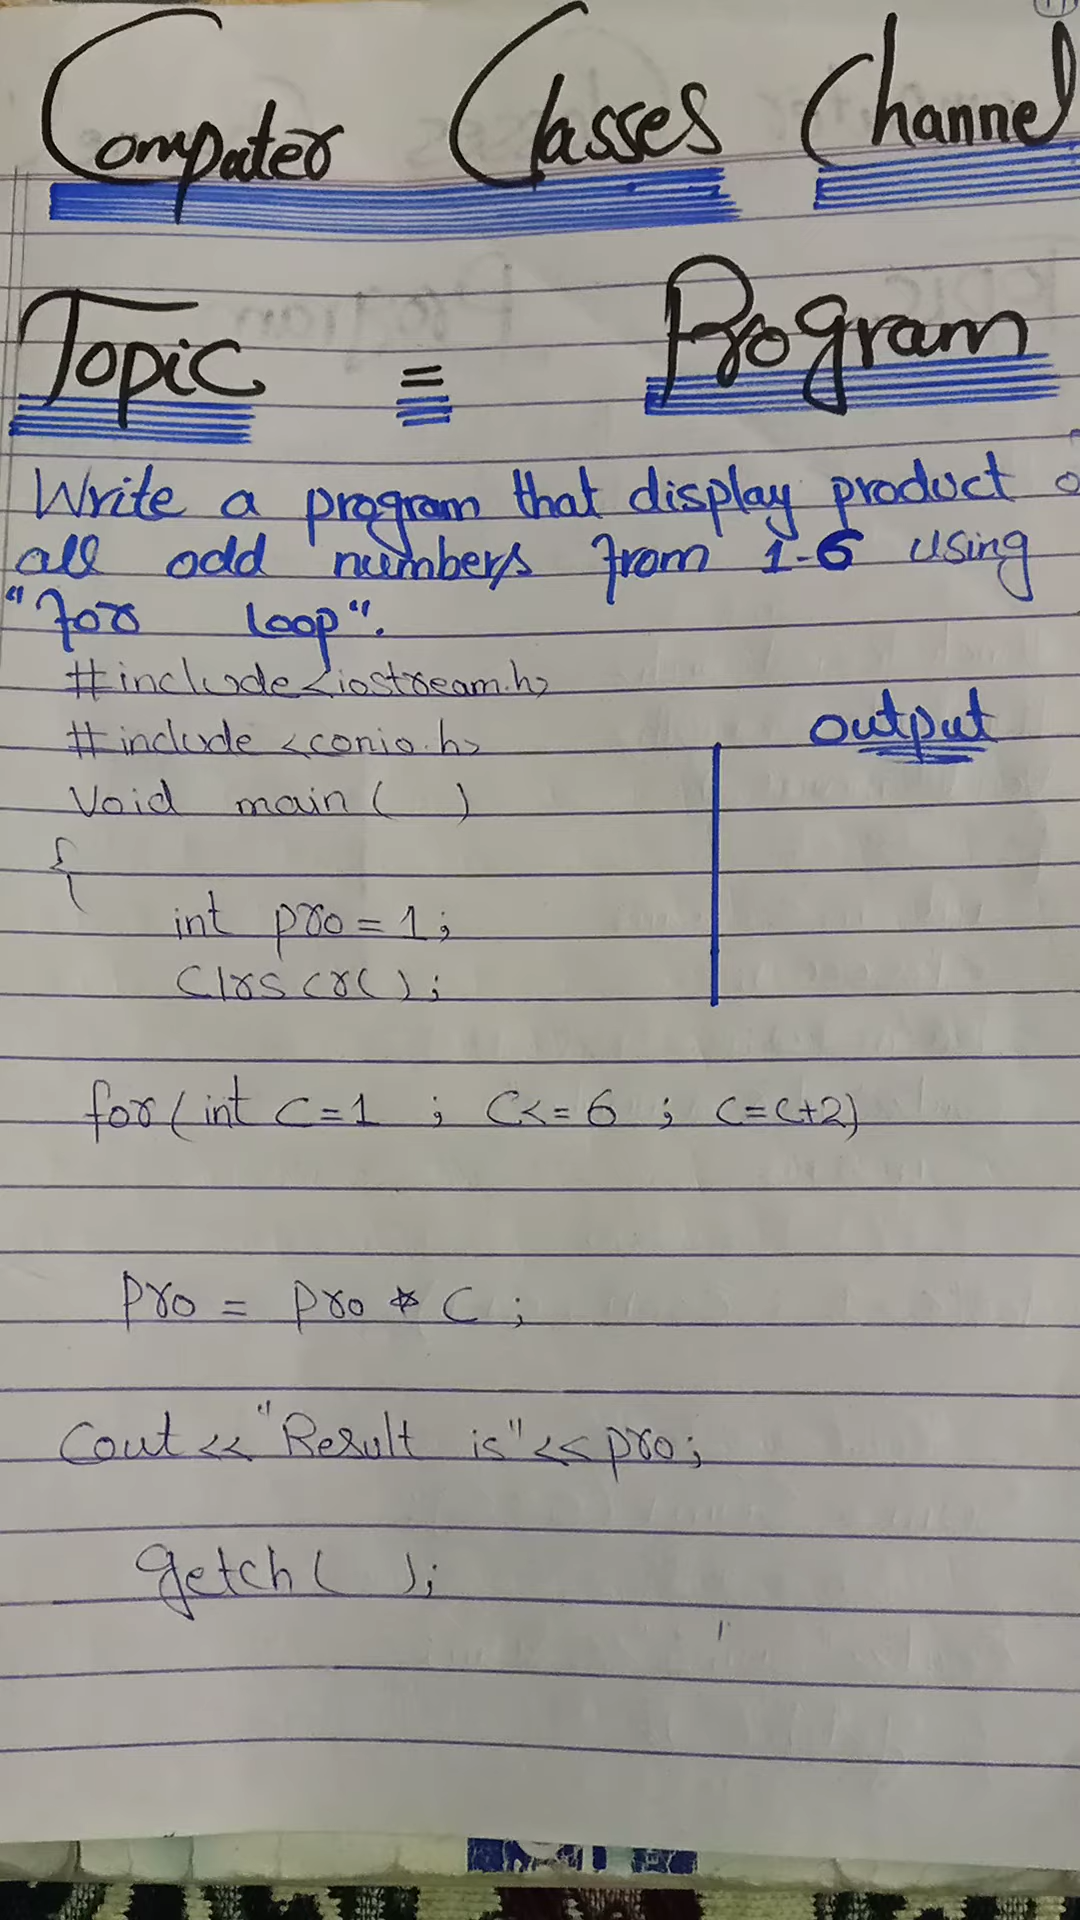 Computer Classes Channel
Topic = Program
Write a program that display product o
all odd numbers from 1-6 using
"for loop".
#include<iostream.h>
#include <conio.h>
output
Void main ( )
{
int pro = 1;
Clrscr();
for (int C=1 ; C<=6 ; C=C+2)
pro = pro * C ;
Cout<<"Result is"<<pro;
getch ( );